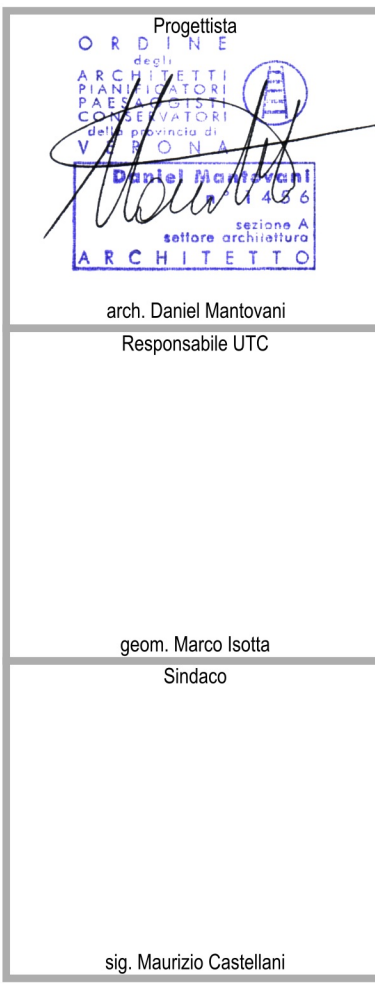 Progettista
ORDINE
degli
ARCHITETTI
PIANIFICATORI
PAESAGGISTI
CONSERVATORI
della provincia di
VERONA
Daniel Mantovani
n° 1456
sezione A
settore architettura
ARCHITETTO
arch. Daniel Mantovani
Responsabile UTC
geom. Marco Isotta
Sindaco
sig. Maurizio Castellani